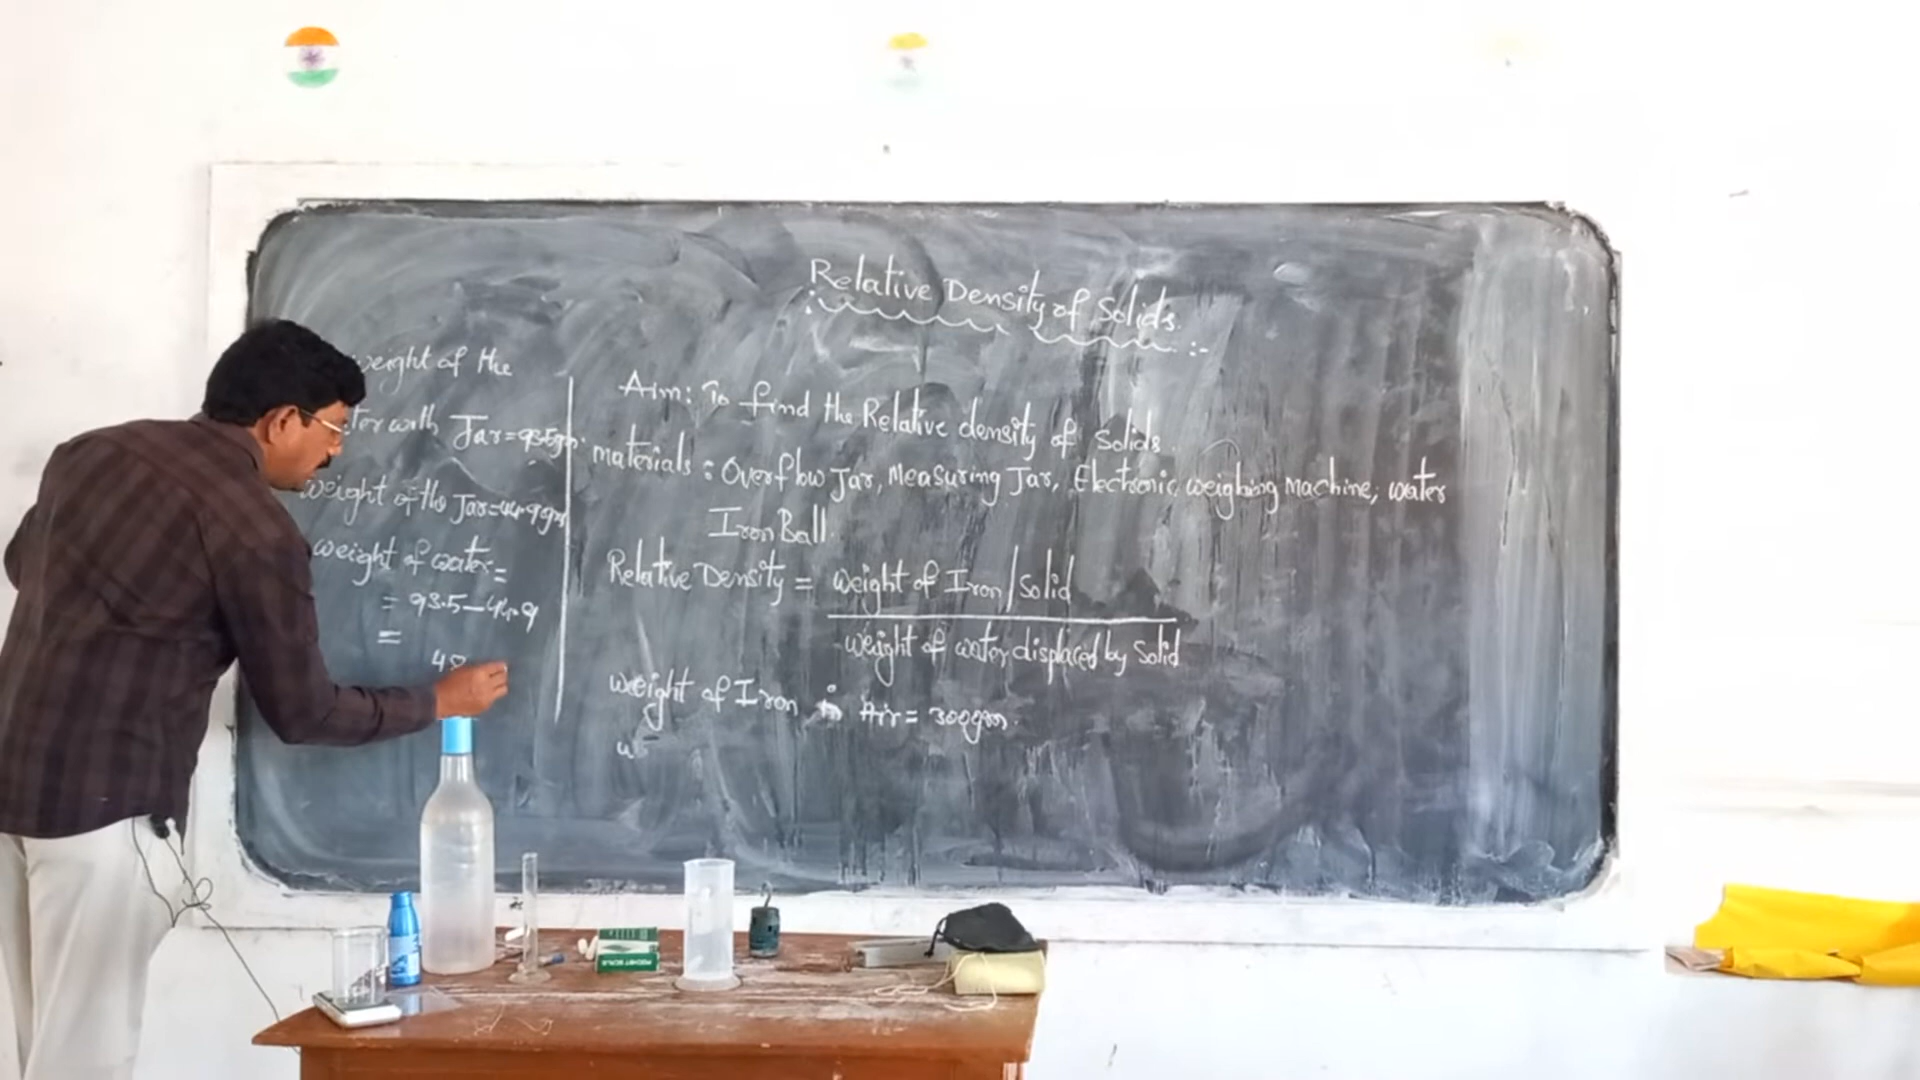 Relative Density of Solids.
weight of the
with Jar=93.5gm.
weight of the Jar=44.9gm
weight of water=
= 93.5-44.9
=
48
Aim: To find the Relative density of Solids.
materials: Overflow Jar, Measuring Jar, Electronic weighing machine, water
Iron Ball.
Relative Density = weight of Iron/Solid
weight of water displaced by Solid
weight of Iron in Air = 300gm.
POCKET SCALE